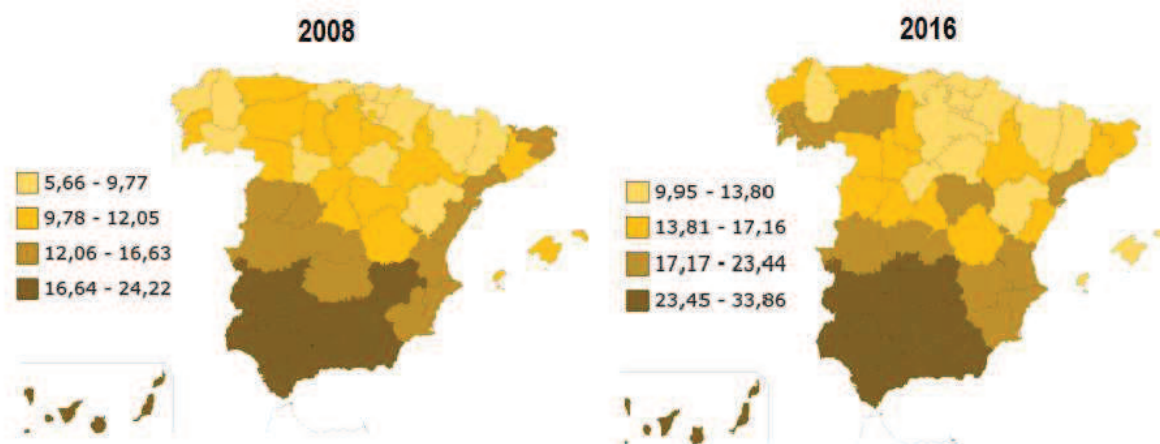 2008
5,66 - 9,77
9,78 - 12,05
12,06 - 16,63
16,64 - 24,22
2016
9,95 - 13,80
13,81 - 17,16
17,17 - 23,44
23,45 - 33,86